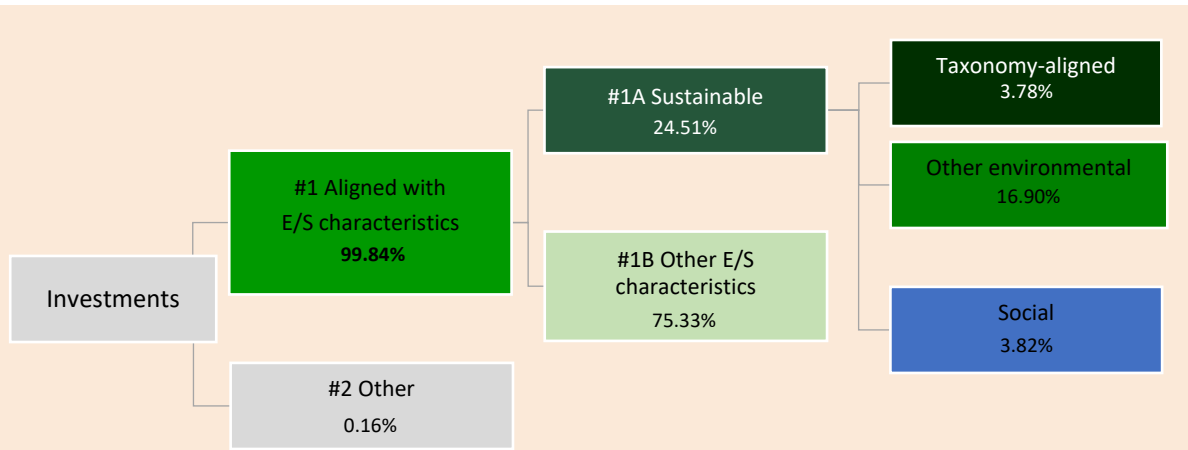 Investments
#1 Aligned with
E/S characteristics
99.84%
#2 Other
0.16%
#1A Sustainable
24.51%
#1B Other E/S
characteristics
75.33%
Taxonomy-aligned
3.78%
Other environmental
16.90%
Social
3.82%